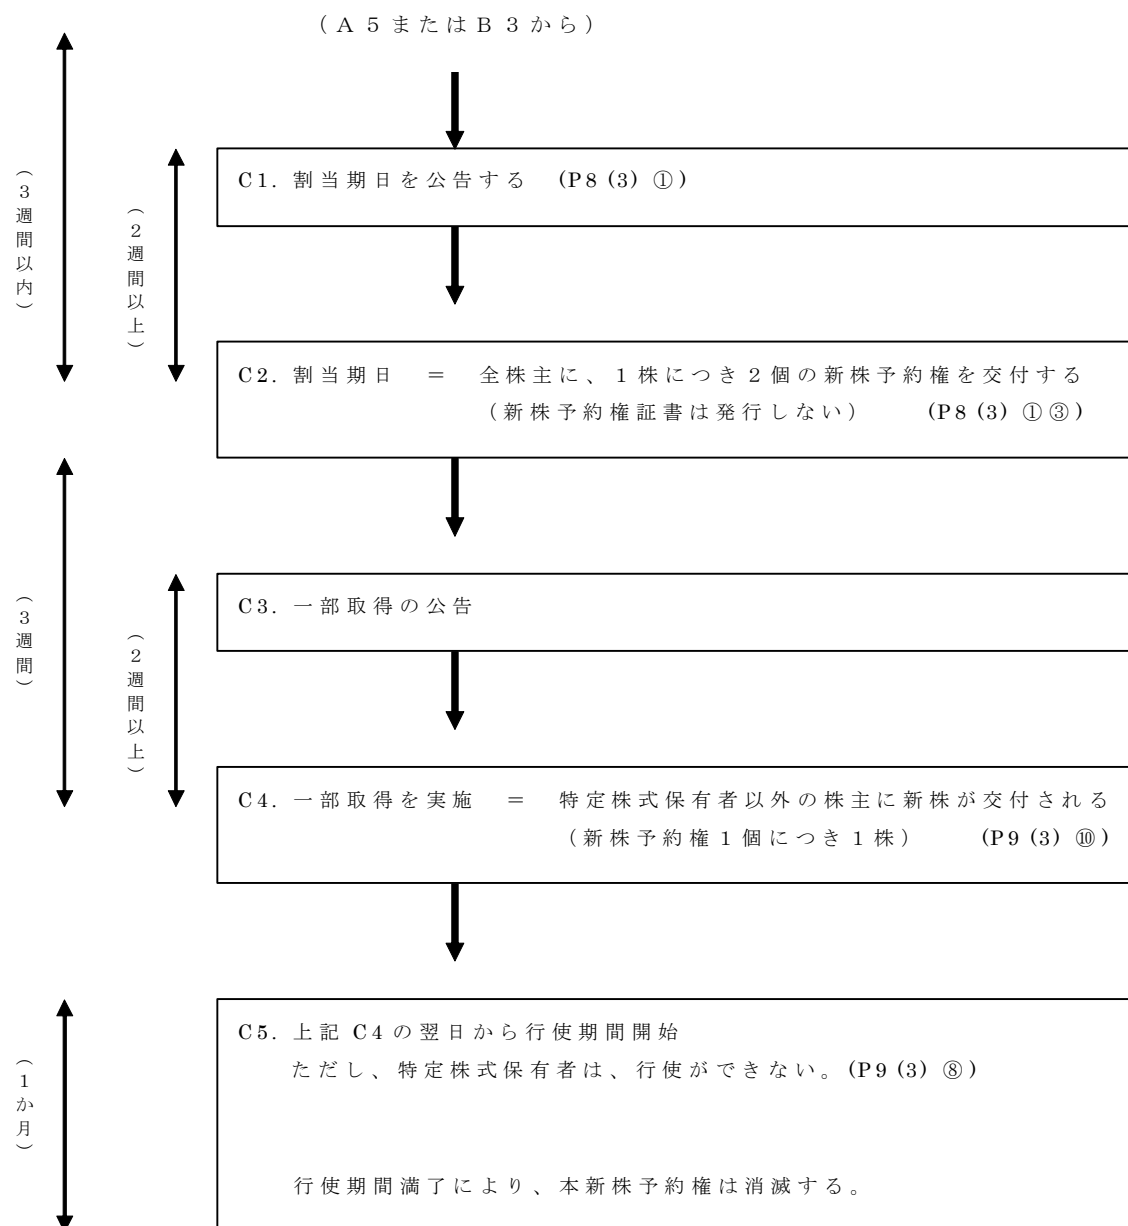 （A5またはB3から）
C1. 割当期日を公告する (P8 (3) ①)
（3週間以内）
（2週間以上）
C2. 割当期日 ＝ 全株主に、1株につき2個の新株予約権を交付する
（新株予約権証書は発行しない） (P8 (3) ①③)
C3. 一部取得の公告
（3週間）
（2週間以上）
C4. 一部取得を実施 ＝ 特定株式保有者以外の株主に新株が交付される
（新株予約権1個につき1株） (P9 (3) ⑩)
C5. 上記 C4 の翌日から行使期間開始
ただし、特定株式保有者は、行使ができない。(P9 (3) ⑧)
（1か月）
行使期間満了により、本新株予約権は消滅する。